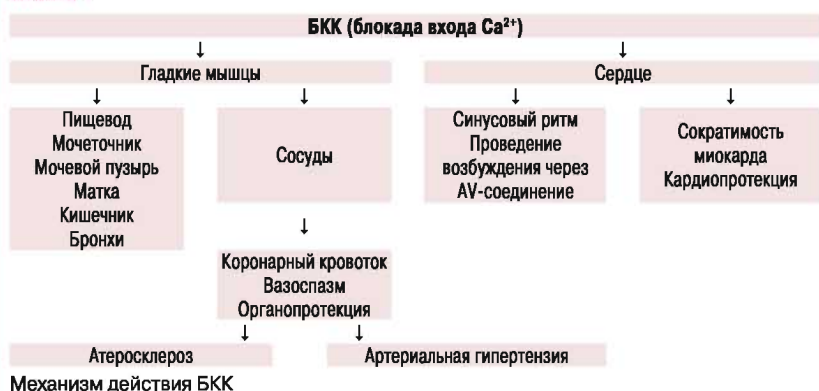 БКК (блокада входа Ca²⁺)
Гладкие мышцы
Сердце
Пищевод
Мочеточник
Мочевой пузырь
Матка
Кишечник
Бронхи
Сосуды
Синусовый ритм
Проведение
возбуждения через
AV-соединение
Сократимость
миокарда
Кардиопротекция
Коронарный кровоток
Вазоспазм
Органопротекция
Атеросклероз
Артериальная гипертензия
Механизм действия БКК